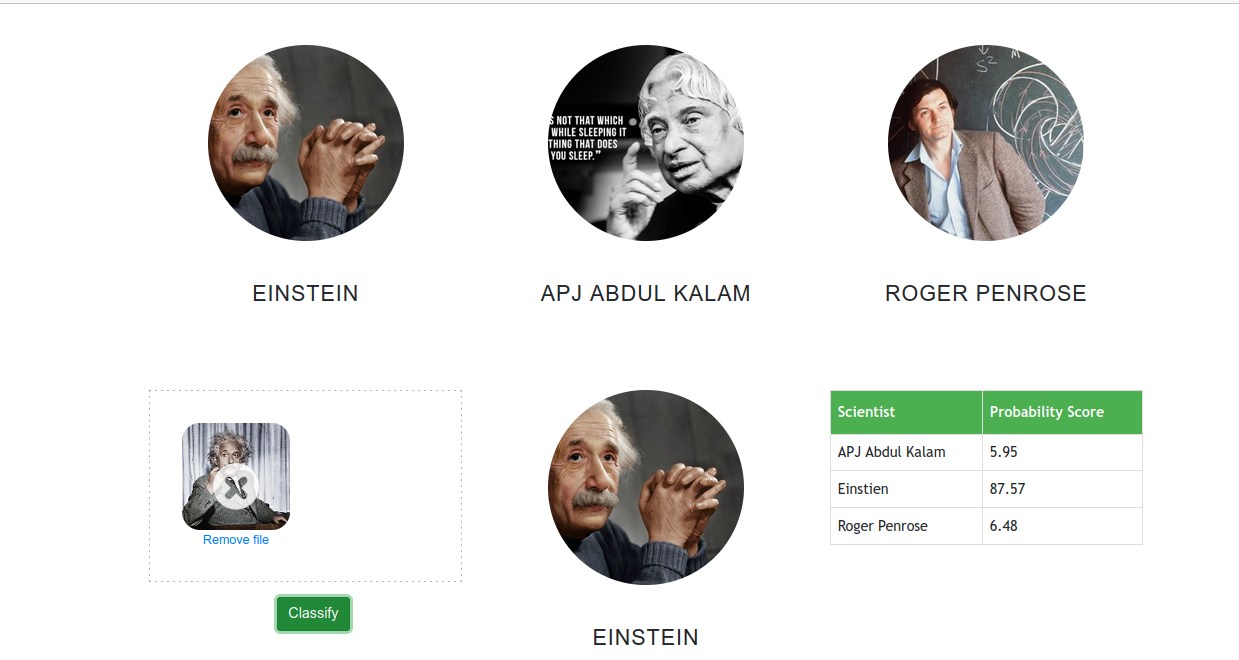 S NOT THAT WHICH
WHILE SLEEPING IT
THING THAT DOES
YOU SLEEP.”
S²
EINSTEIN
APJ ABDUL KALAM
ROGER PENROSE
Remove file
Classify
EINSTEIN
Scientist Probability Score
APJ Abdul Kalam 5.95
Einstien 87.57
Roger Penrose 6.48